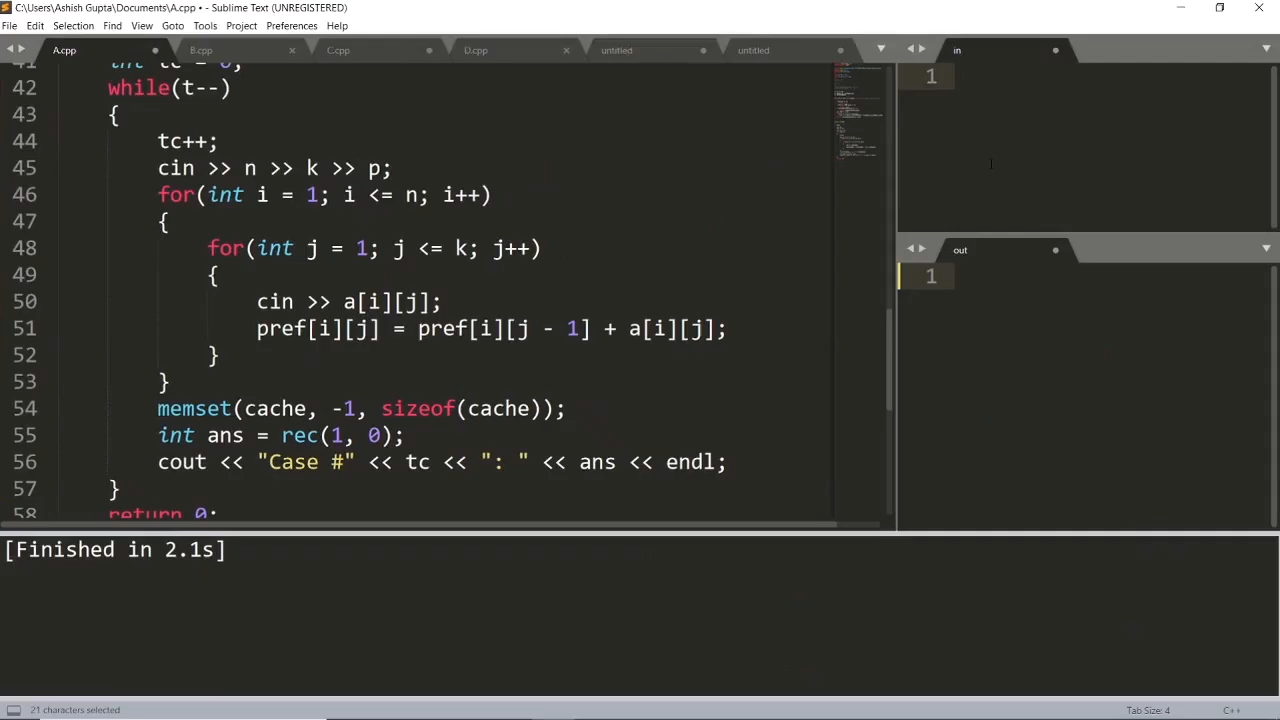 C:\Users\Ashish Gupta\Documents\A.cpp • - Sublime Text (UNREGISTERED)
File Edit Selection Find View Goto Tools Project Preferences Help
A.cpp B.cpp C.cpp D.cpp untitled untitled in
41 int tc = 0;
42 while(t--)
43 {
44 tc++;
45 cin >> n >> k >> p;
46 for(int i = 1; i <= n; i++)
47 {
48 for(int j = 1; j <= k; j++)
49 {
50 cin >> a[i][j];
51 pref[i][j] = pref[i][j - 1] + a[i][j];
52 }
53 }
54 memset(cache, -1, sizeof(cache));
55 int ans = rec(1, 0);
56 cout << "Case #" << tc << ": " << ans << endl;
57 }
58 return 0;
1
out
1
[Finished in 2.1s]
21 characters selected Tab Size: 4 C++